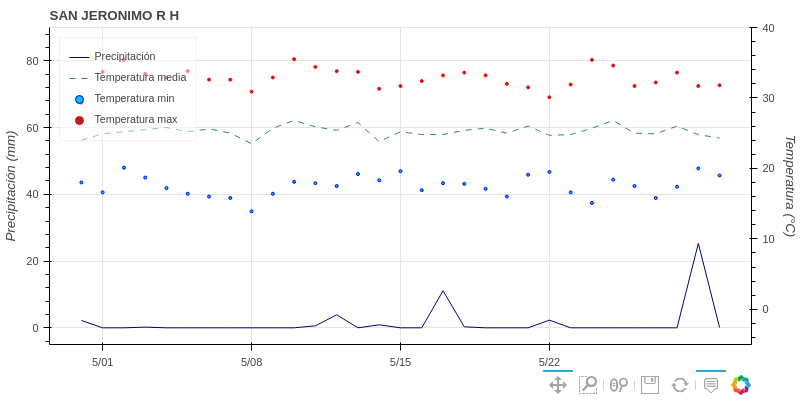 SAN JERONIMO R H
Precipitación
Temperatura media
Temperatura min
Temperatura max
Precipitación (mm)
80
60
40
20
0
Temperatura (°C)
40
30
20
10
0
5/01
5/08
5/15
5/22